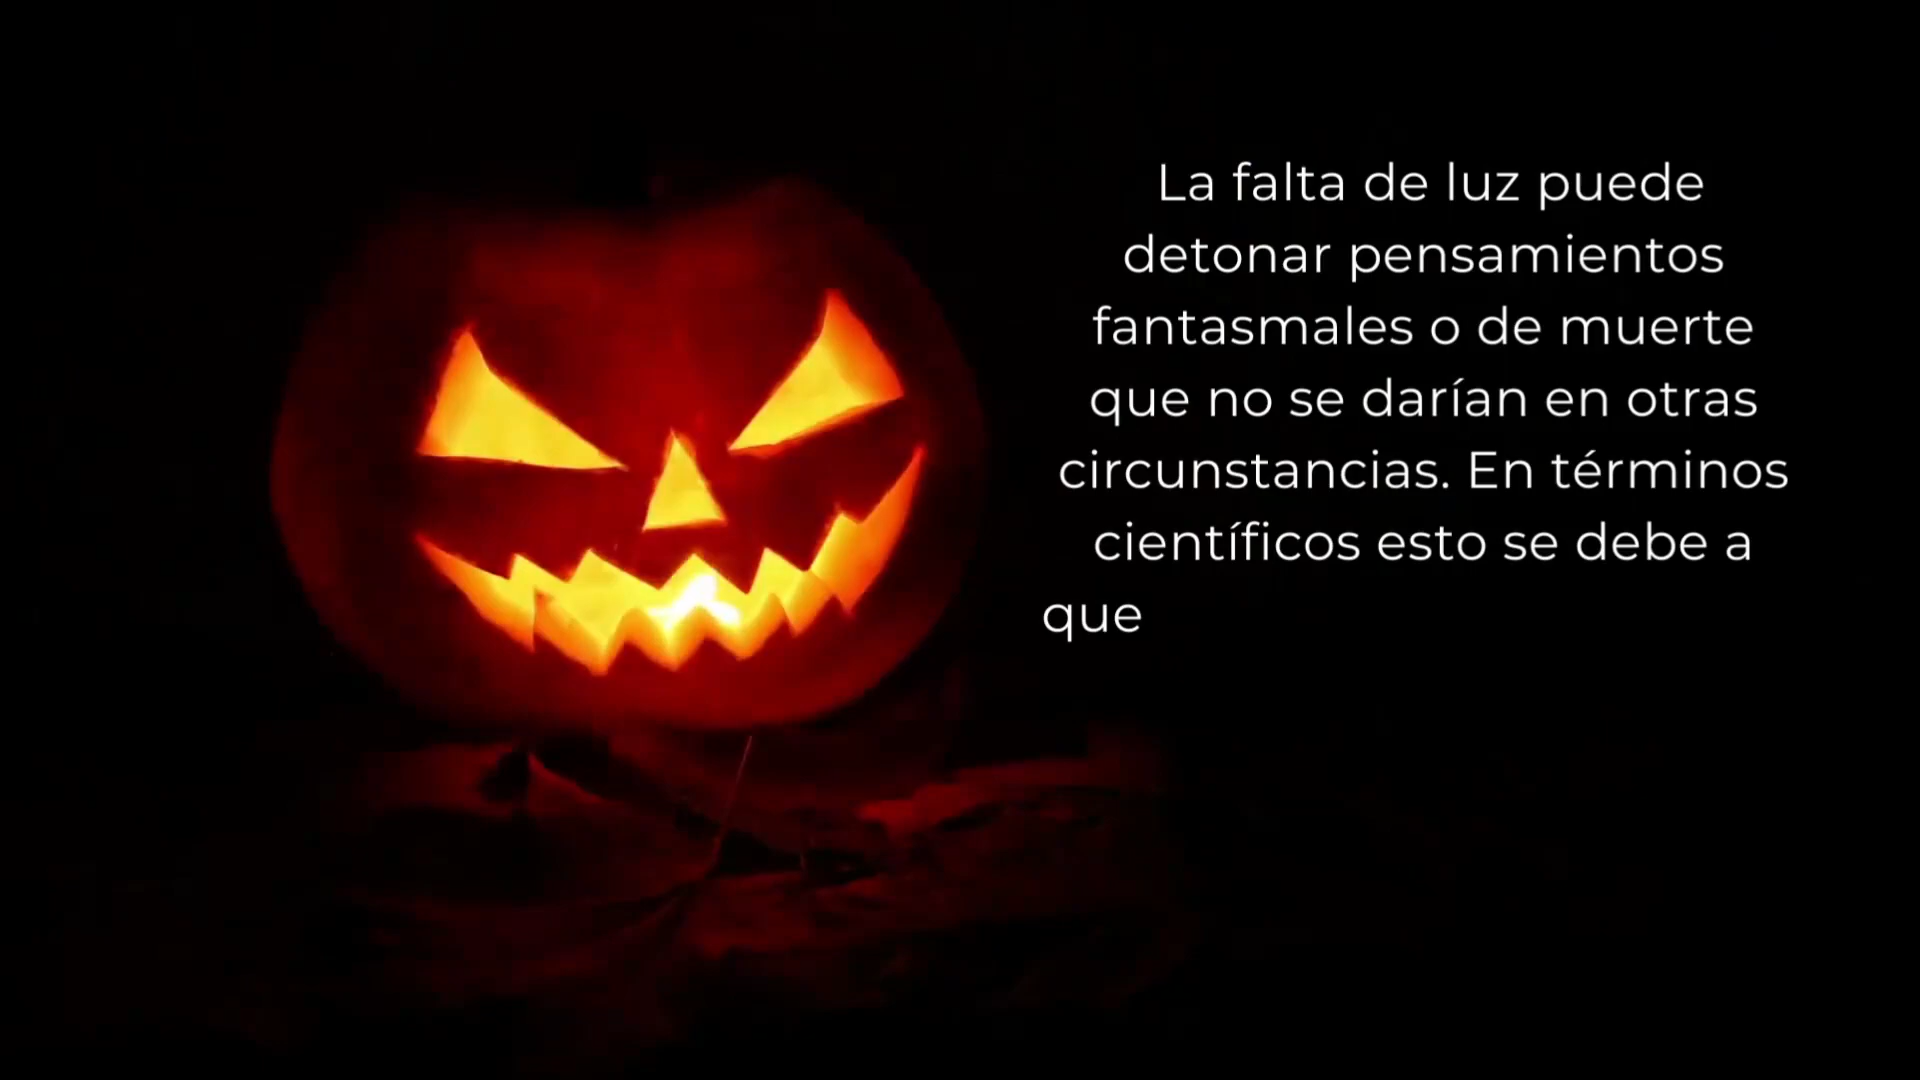 La falta de luz puede
detonar pensamientos
fantasmales o de muerte
que no se darían en otras
circunstancias. En términos
científicos esto se debe a
que